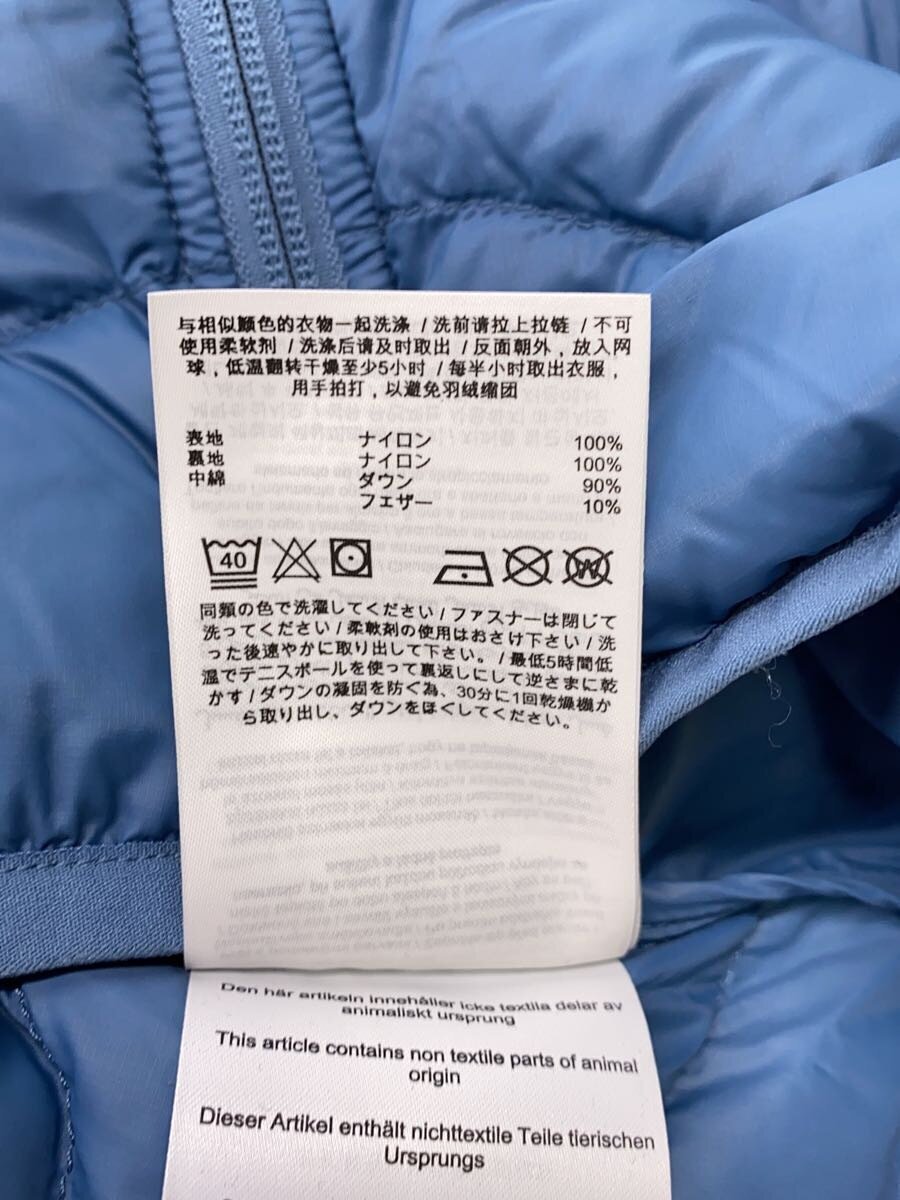 与相似颜色的衣物一起洗涤 / 洗前请拉上拉链 / 不可
使用柔软剂 / 洗涤后请及时取出 / 反面朝外，放入网
球，低温翻转干燥至少5小时 / 每半小时取出衣服，
用手拍打，以避免羽绒缩团
表地 ナイロン 100%
裏地 ナイロン 100%
中綿 ダウン 90%
フェザー 10%
40
W
同類の色で洗濯してください / ファスナーは閉じて
洗ってください / 柔軟剤の使用はおさけ下さい / 洗
った後速やかに取り出して下さい。 / 最低5時間低
温でテニスボールを使って裏返しにして逆さまに乾
かす / ダウンの凝固を防ぐ為、30分に1回乾燥機か
ら取り出し、ダウンをほぐしてください。
Den här artikeln innehåller icke textila delar av
animaliskt ursprung
This article contains non textile parts of animal
origin
Dieser Artikel enthält nichttextile Teile tierischen
Ursprungs